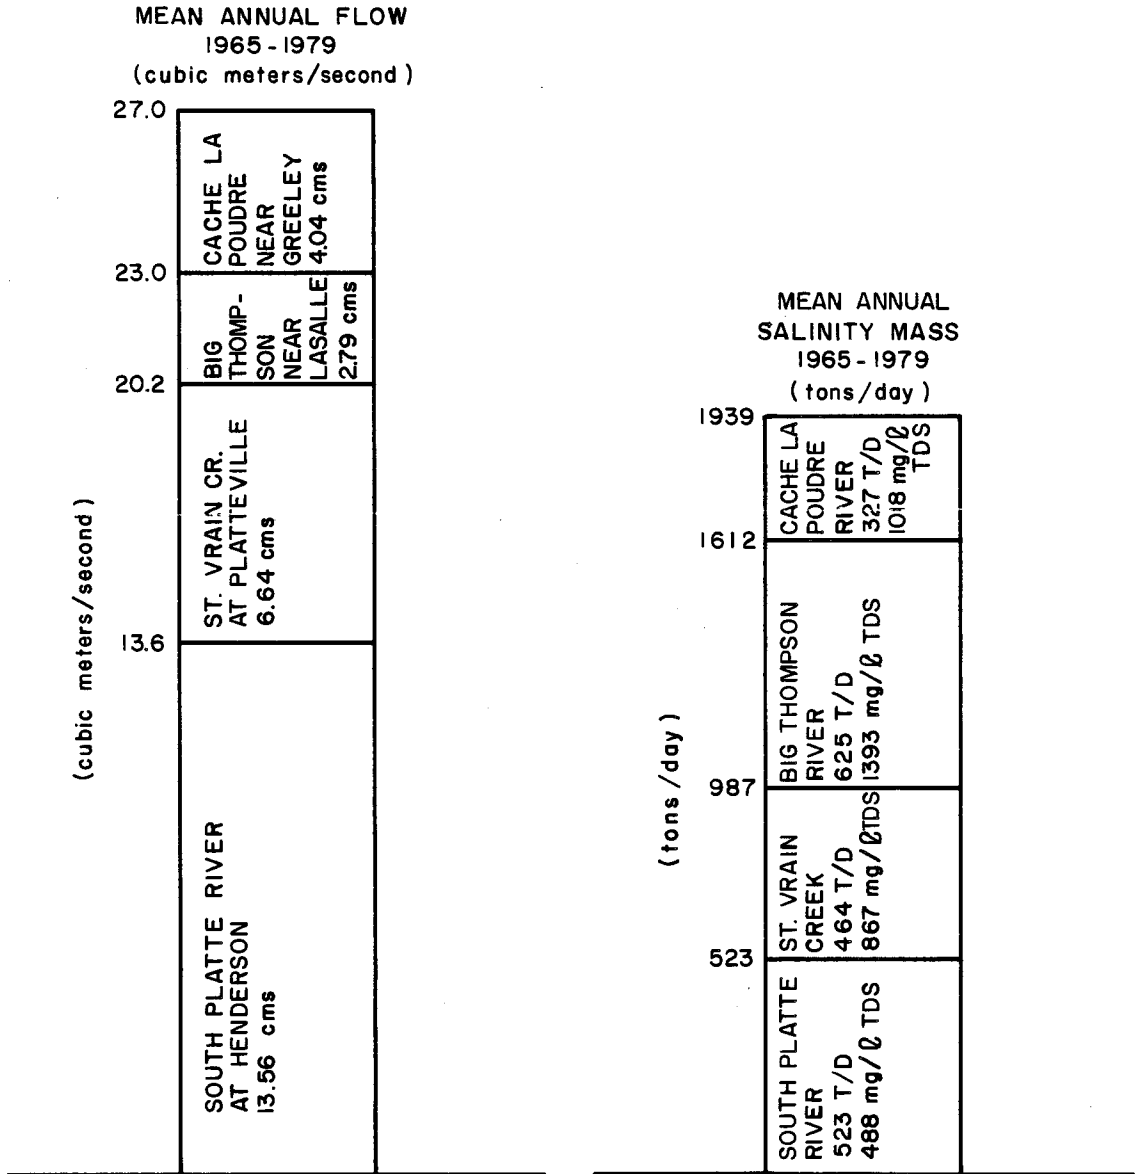 MEAN ANNUAL FLOW
1965-1979
(cubic meters/second)
27.0
CACHE LA
POUDRE
NEAR
GREELEY
4.04 cms
23.0
BIG
THOMP-
SON
NEAR
LASALLE
2.79 cms
20.2
ST. VRAIN CR.
AT PLATTEVILLE
6.64 cms
13.6
SOUTH PLATTE RIVER
AT HENDERSON
13.56 cms
(cubic meters/second)
MEAN ANNUAL
SALINITY MASS
1965-1979
(tons/day)
1939
CACHE LA
POUDRE
RIVER
327 T/D
1018 mg/ℓ
TDS
1612
BIG THOMPSON
RIVER
625 T/D
1393 mg/ℓ TDS
987
ST. VRAIN
CREEK
464 T/D
867 mg/ℓ TDS
523
SOUTH PLATTE
RIVER
523 T/D
488 mg/ℓ TDS
(tons/day)